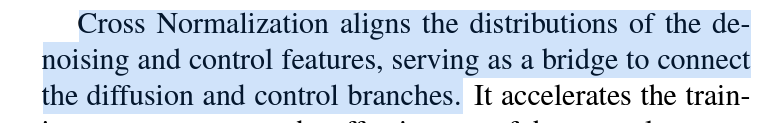 Cross Normalization aligns the distributions of the de-
noising and control features, serving as a bridge to connect
the diffusion and control branches. It accelerates the train-